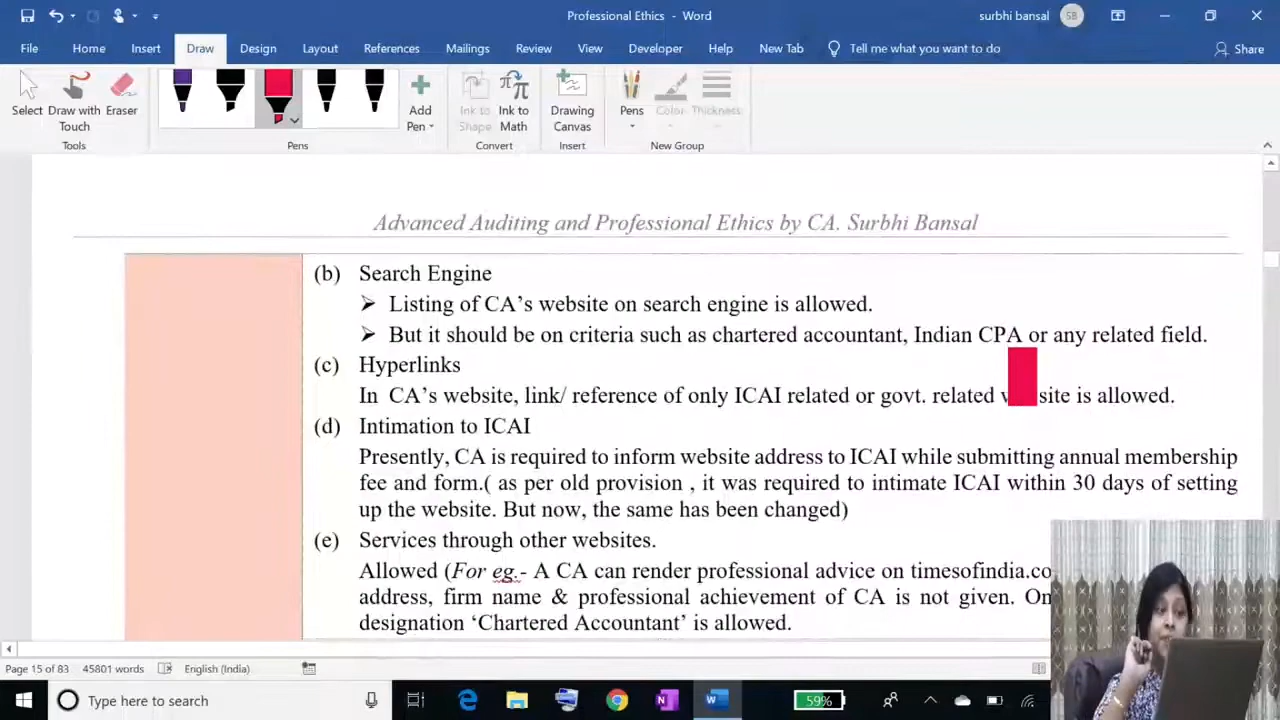 Professional Ethics - Word
surbhi bansal SB
File Home Insert Draw Design Layout References Mailings Review View Developer Help New Tab Tell me what you want to do Share
Select Draw with Touch Eraser Add Pen Ink to Shape Ink to Math Drawing Canvas Pens Color Thickness
Tools Pens Convert Insert New Group
Advanced Auditing and Professional Ethics by CA. Surbhi Bansal
(b) Search Engine
➢ Listing of CA's website on search engine is allowed.
➢ But it should be on criteria such as chartered accountant, Indian CPA or any related field.
(c) Hyperlinks
In CA's website, link/ reference of only ICAI related or govt. related site is allowed.
(d) Intimation to ICAI
Presently, CA is required to inform website address to ICAI while submitting annual membership
fee and form.( as per old provision , it was required to intimate ICAI within 30 days of setting
up the website. But now, the same has been changed)
(e) Services through other websites.
Allowed (For eg.- A CA can render professional advice on timesofindia.co
address, firm name & professional achievement of CA is not given. On
designation 'Chartered Accountant' is allowed.
Page 15 of 83 45801 words English (India)
Type here to search
59%